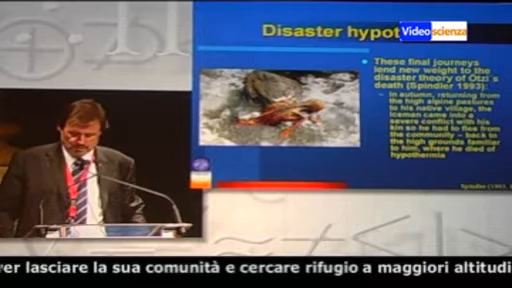 Disaster hypot
Videoscienza
These final journeys
lend new weight to the
disaster theory of Ötzi´s
death (Spindler 1993):
– In autumn, returning from
the high alpine pastures
to his native village, the
Iceman came into a
severe conflict with his
kin so he had to flee from
the community – back to
the high grounds familiar
to him, where he died of
hypothermia
Spindler (1993,
ver lasciare la sua comunità e cercare rifugio a maggiori altitudi